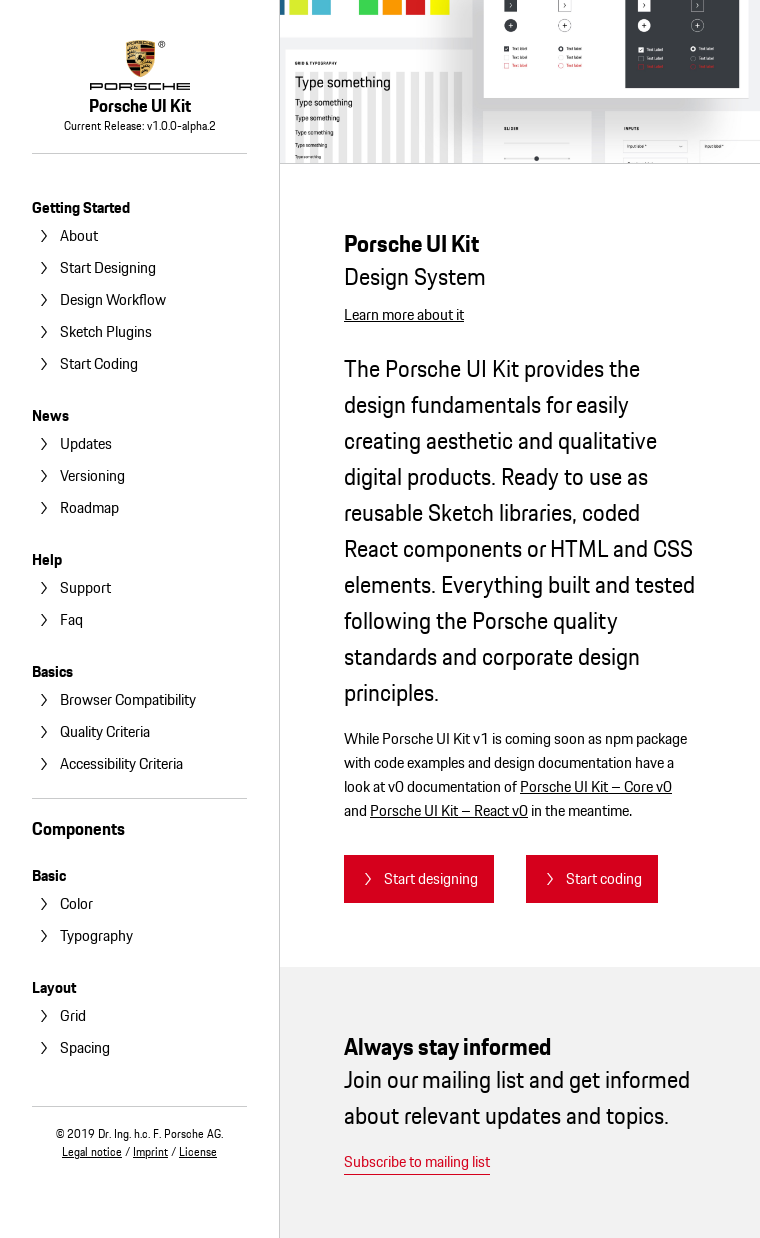 PORSCHE
Porsche UI Kit
Current Release: v1.0.0-alpha.2
Getting Started
About
Start Designing
Design Workflow
Sketch Plugins
Start Coding
News
Updates
Versioning
Roadmap
Help
Support
Faq
Basics
Browser Compatibility
Quality Criteria
Accessibility Criteria
Components
Basic
Color
Typography
Layout
Grid
Spacing
© 2019 Dr. Ing. h.c. F. Porsche AG.
Legal notice / Imprint / License
GRID & TYPOGRAPHY
Type something
Type something
Type something
Type something
Type something
Type something
Text label
Text label
Text label
Text label
Text label
Text label
Text label
Text label
Text label
Text label
Text label
Text label
SLIDER
INPUTS
Input label *
Input label *
Porsche UI Kit
Design System
Learn more about it
The Porsche UI Kit provides the
design fundamentals for easily
creating aesthetic and qualitative
digital products. Ready to use as
reusable Sketch libraries, coded
React components or HTML and CSS
elements. Everything built and tested
following the Porsche quality
standards and corporate design
principles.
While Porsche UI Kit v1 is coming soon as npm package
with code examples and design documentation have a
look at v0 documentation of Porsche UI Kit – Core v0
and Porsche UI Kit – React v0 in the meantime.
Start designing
Start coding
Always stay informed
Join our mailing list and get informed
about relevant updates and topics.
Subscribe to mailing list